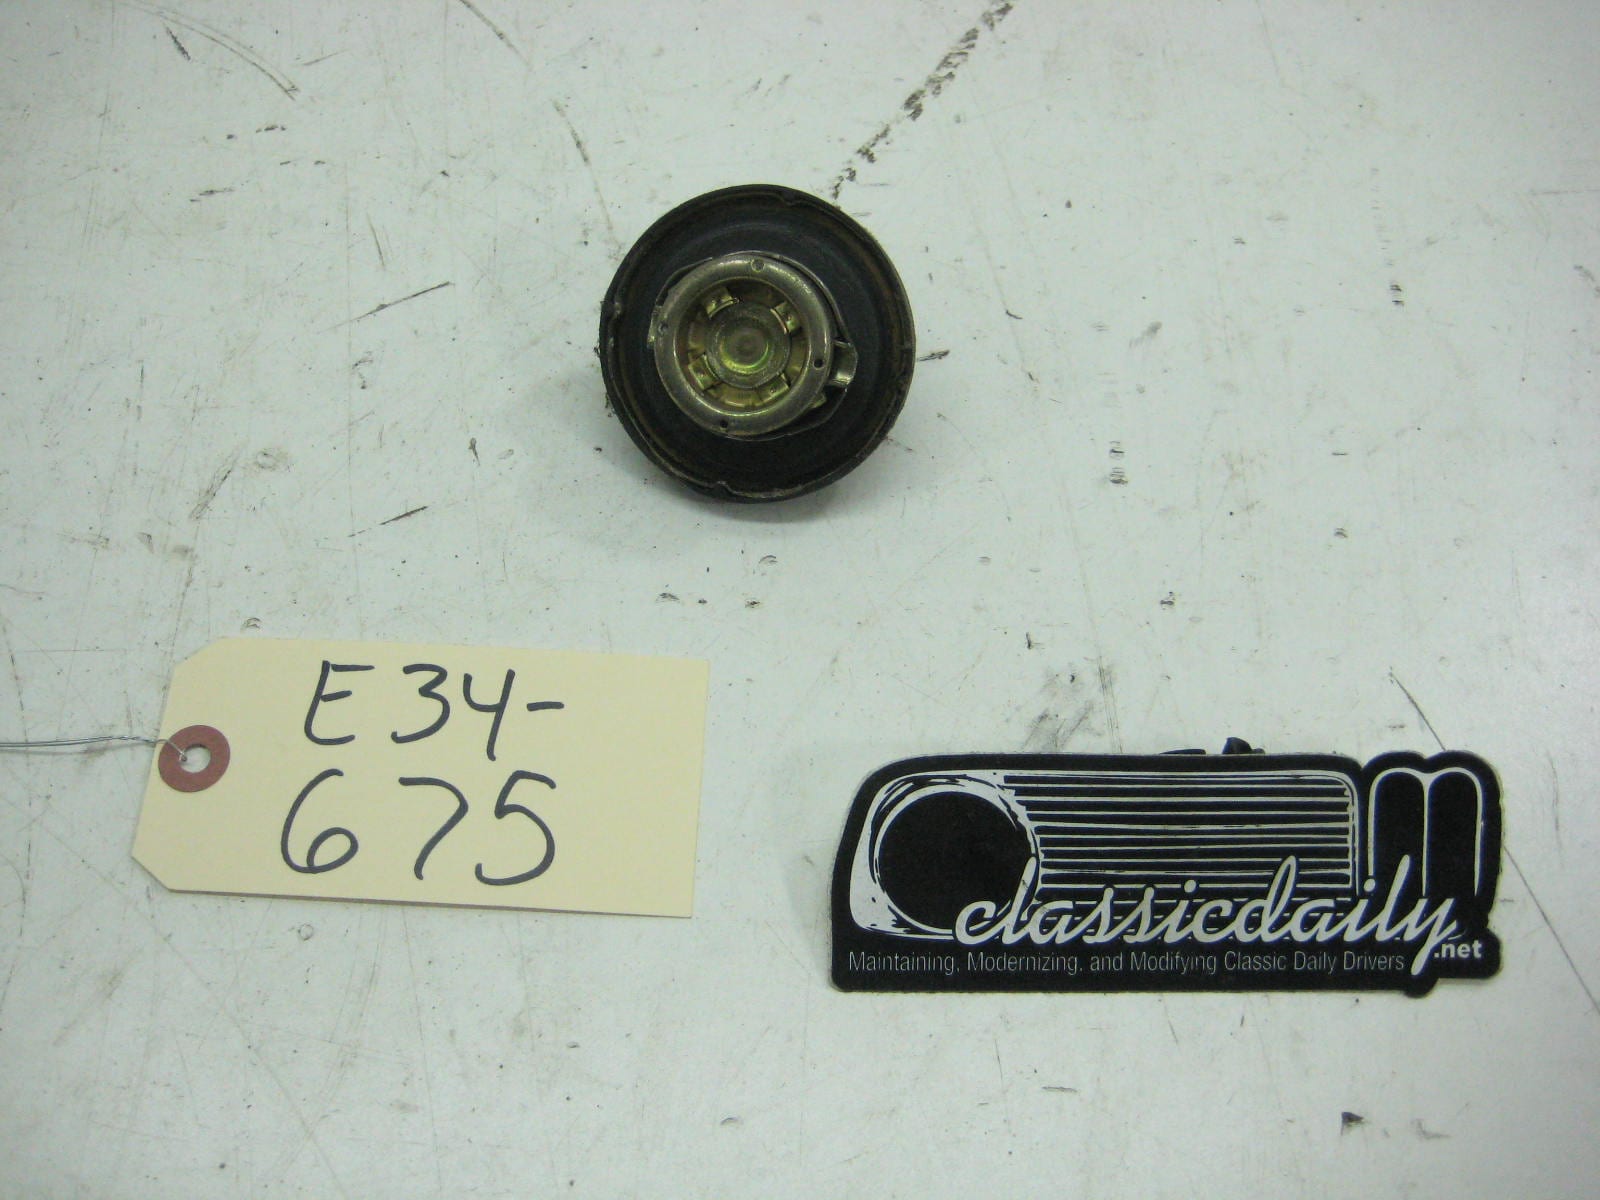 E34-
675
classicdaily.net
Maintaining, Modernizing, and Modifying Classic Daily Drivers